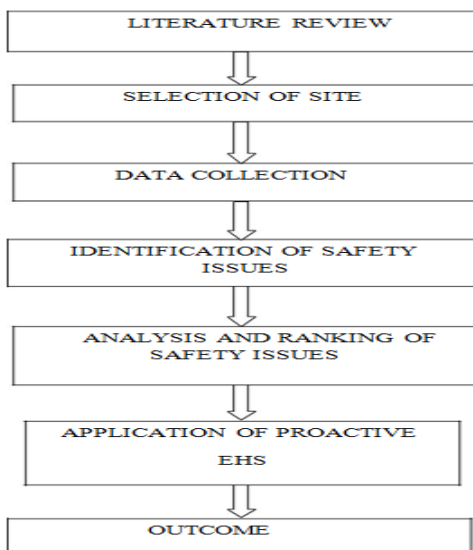 LITERATURE REVIEW
SELECTION OF SITE
DATA COLLECTION
IDENTIFICATION OF SAFETY
ISSUES
ANALYSIS AND RANKING OF
SAFETY ISSUES
APPLICATION OF PROACTIVE
EHS
OUTCOME